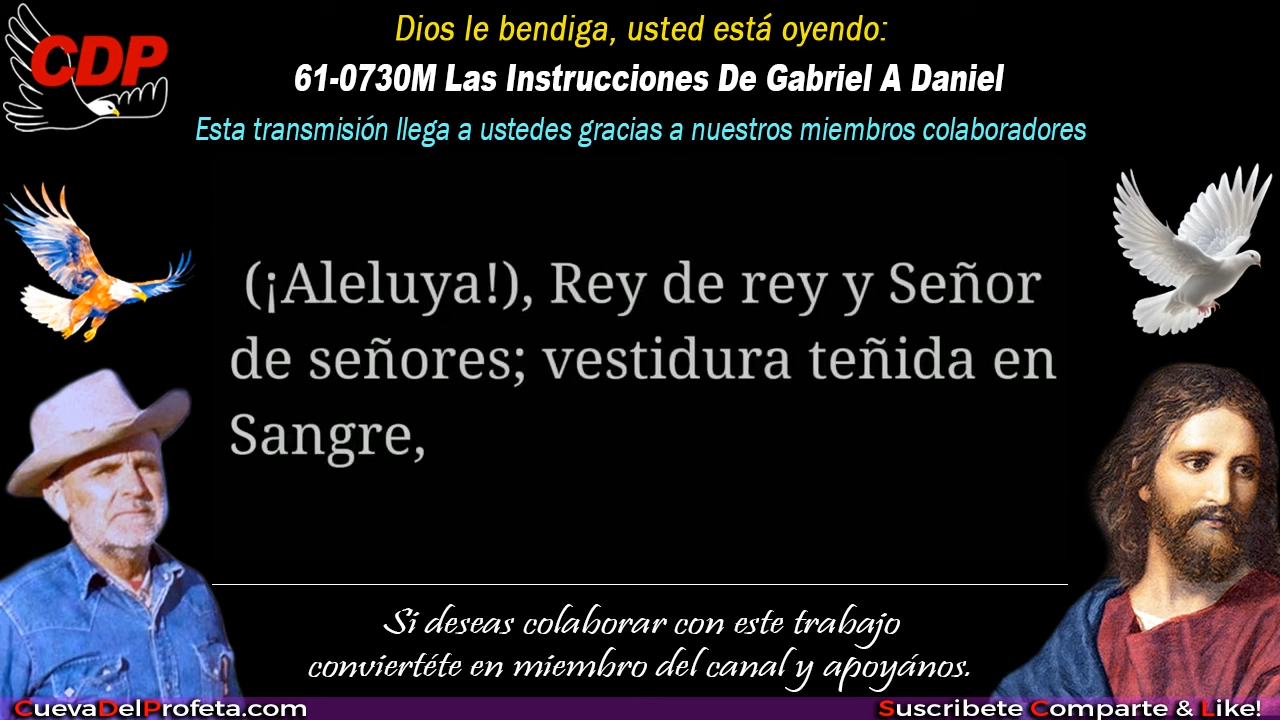 CDP
Dios le bendiga, usted está oyendo:
61-0730M Las Instrucciones De Gabriel A Daniel
Esta transmisión llega a ustedes gracias a nuestros miembros colaboradores
(¡Aleluya!), Rey de rey y Señor
de señores; vestidura teñida en
Sangre,
Si deseas colaborar con este trabajo
conviertéte en miembro del canal y apoyános.
CuevaDelProfeta.com
Suscribete Comparte & Like!